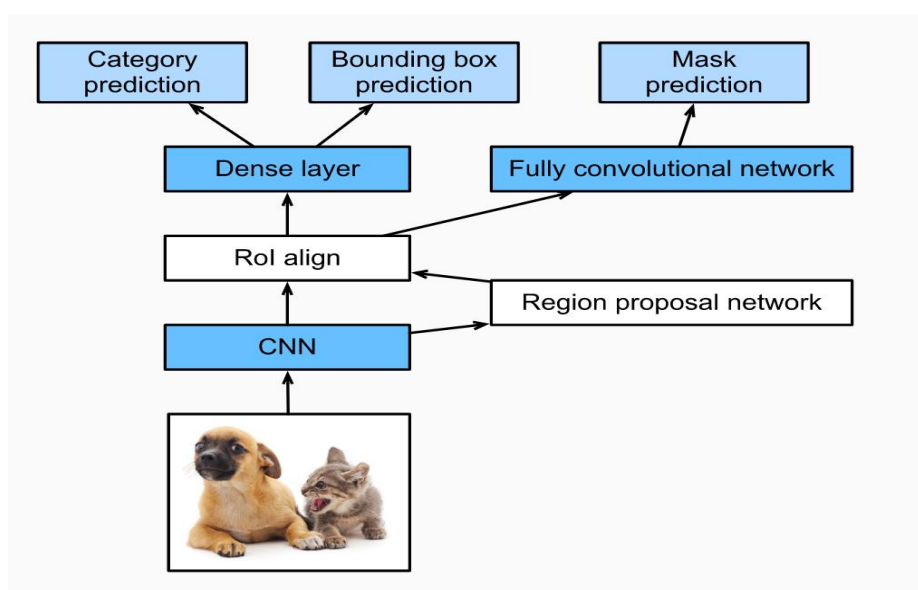 Category
prediction
Bounding box
prediction
Mask
prediction
Dense layer
Fully convolutional network
RoI align
Region proposal network
CNN